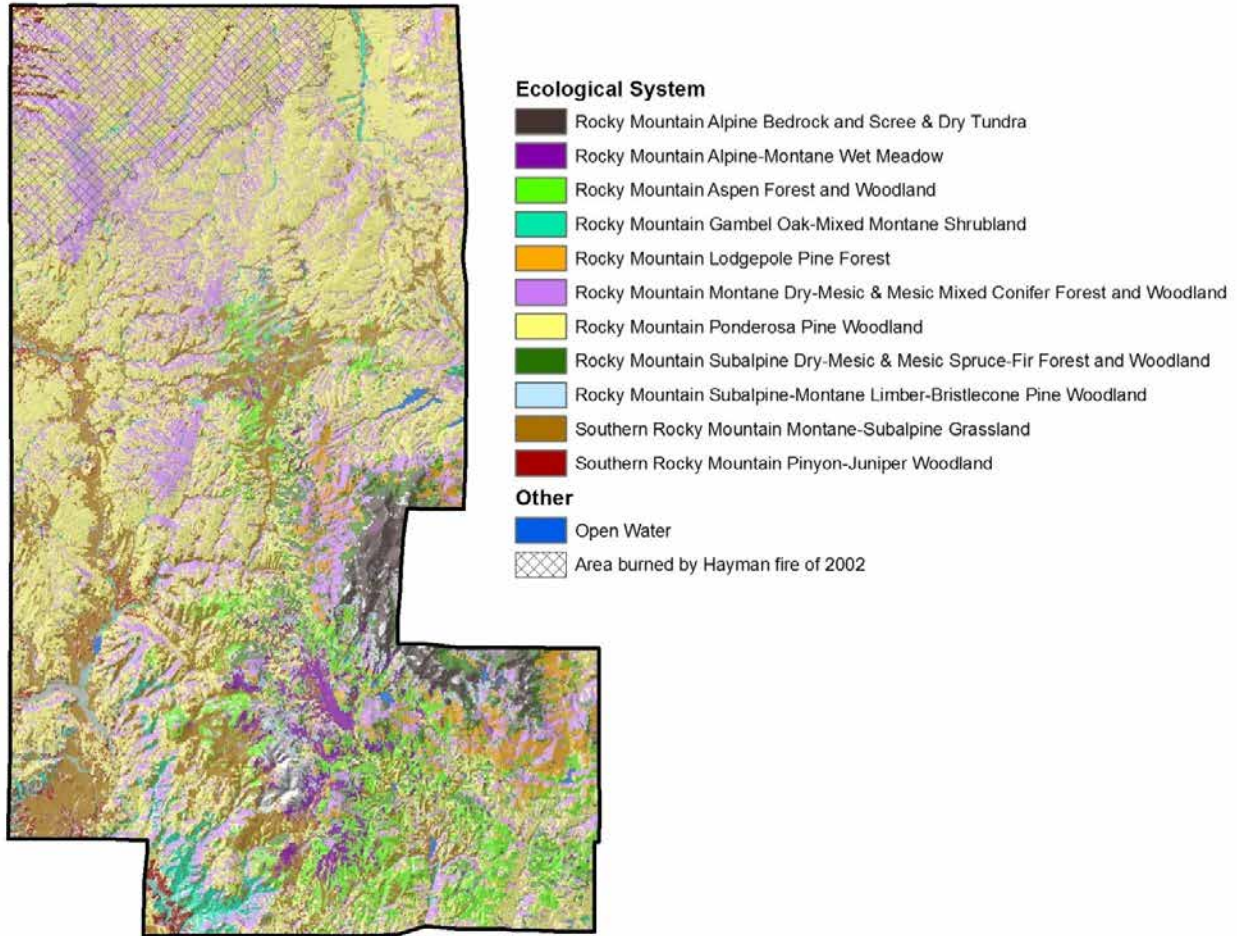 Ecological System
Rocky Mountain Alpine Bedrock and Scree & Dry Tundra
Rocky Mountain Alpine-Montane Wet Meadow
Rocky Mountain Aspen Forest and Woodland
Rocky Mountain Gambel Oak-Mixed Montane Shrubland
Rocky Mountain Lodgepole Pine Forest
Rocky Mountain Montane Dry-Mesic & Mesic Mixed Conifer Forest and Woodland
Rocky Mountain Ponderosa Pine Woodland
Rocky Mountain Subalpine Dry-Mesic & Mesic Spruce-Fir Forest and Woodland
Rocky Mountain Subalpine-Montane Limber-Bristlecone Pine Woodland
Southern Rocky Mountain Montane-Subalpine Grassland
Southern Rocky Mountain Pinyon-Juniper Woodland
Other
Open Water
Area burned by Hayman fire of 2002